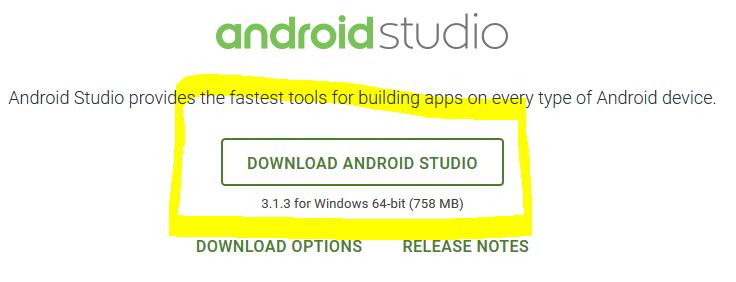 androidstudio
Android Studio provides the fastest tools for building apps on every type of Android device.
DOWNLOAD ANDROID STUDIO
3.1.3 for Windows 64-bit (758 MB)
DOWNLOAD OPTIONS RELEASE NOTES